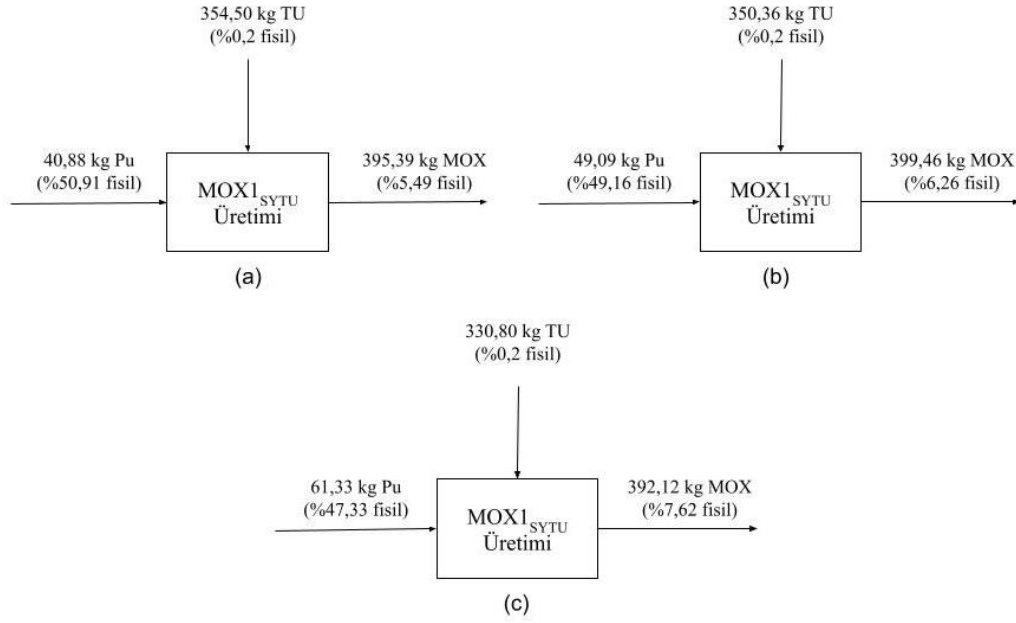 354,50 kg TU
(%0,2 fisil)
40,88 kg Pu
(%50,91 fisil)
MOX1SYTU
Üretimi
395,39 kg MOX
(%5,49 fisil)
(a)
350,36 kg TU
(%0,2 fisil)
49,09 kg Pu
(%49,16 fisil)
MOX1SYTU
Üretimi
399,46 kg MOX
(%6,26 fisil)
(b)
330,80 kg TU
(%0,2 fisil)
61,33 kg Pu
(%47,33 fisil)
MOX1SYTU
Üretimi
392,12 kg MOX
(%7,62 fisil)
(c)